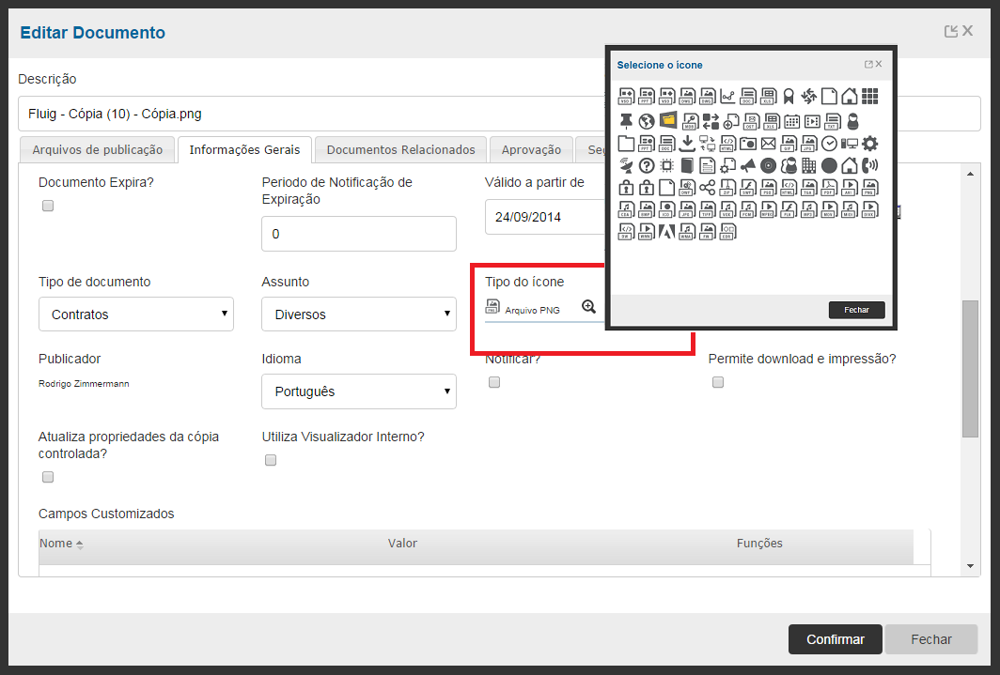 Editar Documento
Descrição
Fluig - Cópia (10) - Cópia.png
Arquivos de publicação
Informações Gerais
Documentos Relacionados
Aprovação
Documento Expira?
Periodo de Notificação de
Expiração
0
Válido a partir de
24/09/2014
Tipo de documento
Contratos
Assunto
Diversos
Tipo do ícone
Arquivo PNG
Publicador
Rodrigo Zimmermann
Idioma
Português
Notificar?
Permite download e impressão?
Atualiza propriedades da cópia
controlada?
Utiliza Visualizador Interno?
Campos Customizados
Nome
Valor
Funções
Confirmar
Fechar
Selecione o ícone
Fechar